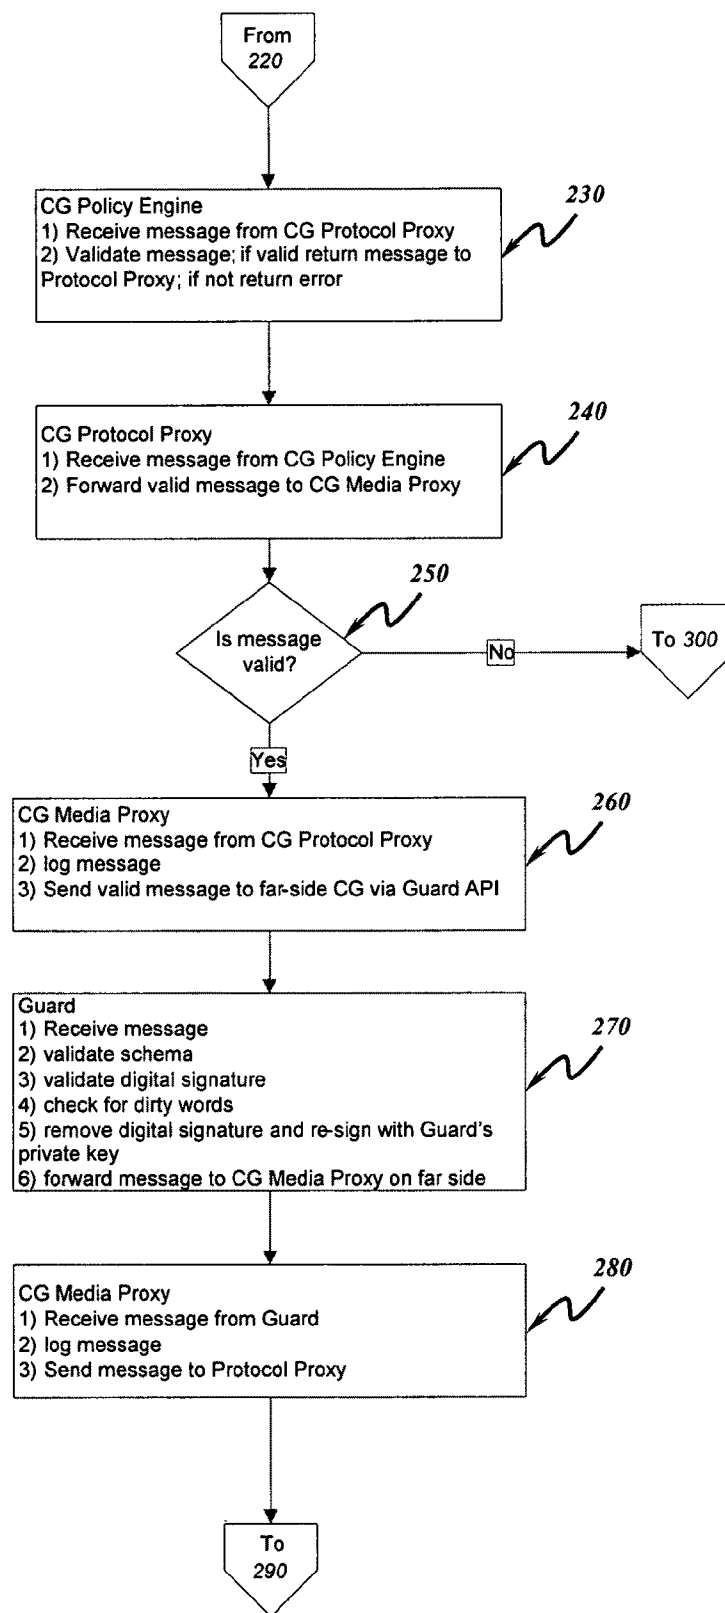 From
220
CG Policy Engine
1) Receive message from CG Protocol Proxy
2) Validate message; if valid return message to
Protocol Proxy; if not return error
230
CG Protocol Proxy
1) Receive message from CG Policy Engine
2) Forward valid message to CG Media Proxy
240
250
Is message
valid?
No
To 300
Yes
CG Media Proxy
1) Receive message from CG Protocol Proxy
2) log message
3) Send valid message to far-side CG via Guard API
260
Guard
1) Receive message
2) validate schema
3) validate digital signature
4) check for dirty words
5) remove digital signature and re-sign with Guard's
private key
6) forward message to CG Media Proxy on far side
270
CG Media Proxy
1) Receive message from Guard
2) log message
3) Send message to Protocol Proxy
280
To
290